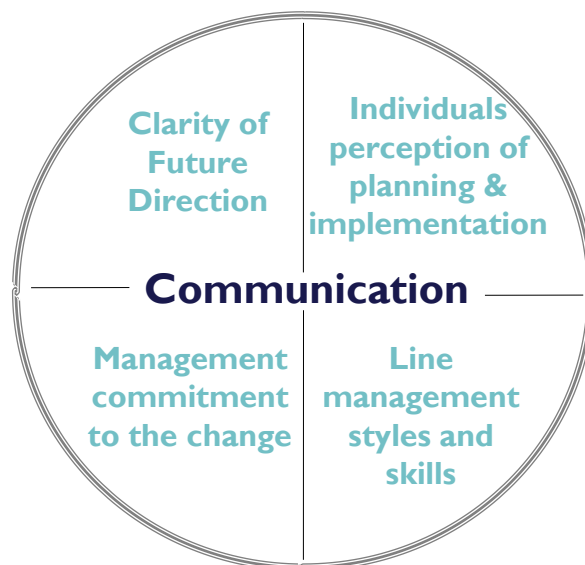 Clarity of
Future
Direction
Individuals
perception of
planning &
implementation
Communication
Management
commitment
to the change
Line
management
styles and
skills